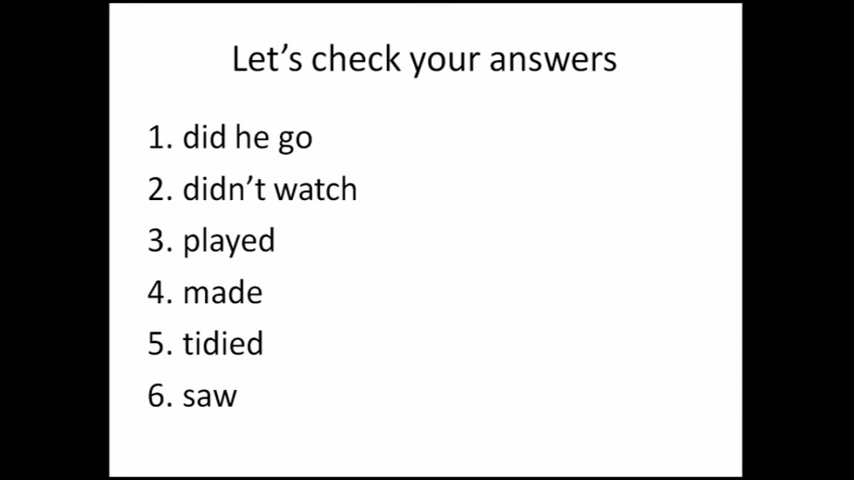 Let’s check your answers
1. did he go
2. didn’t watch
3. played
4. made
5. tidied
6. saw